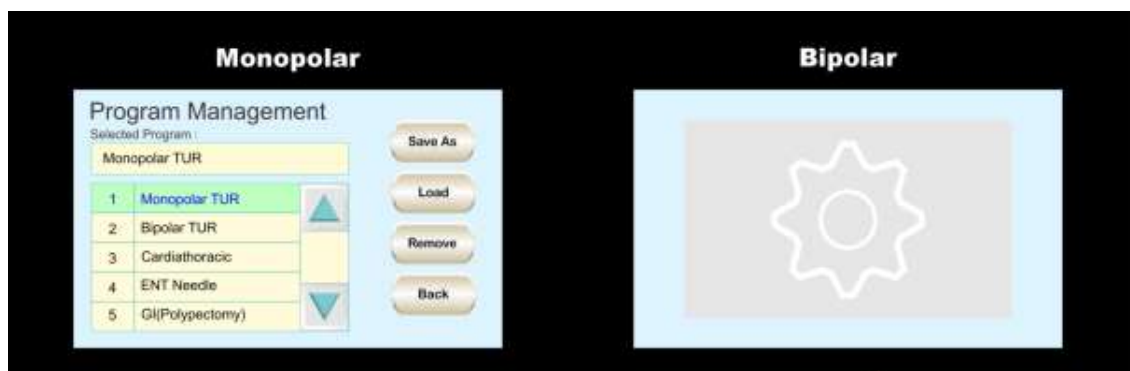 Monopolar
Bipolar
Program Management
Selected Program :
Monopolar TUR
1 Monopolar TUR
2 Bipolar TUR
3 Cardiathoracic
4 ENT Needle
5 GI(Polypectomy)
Save As
Load
Remove
Back